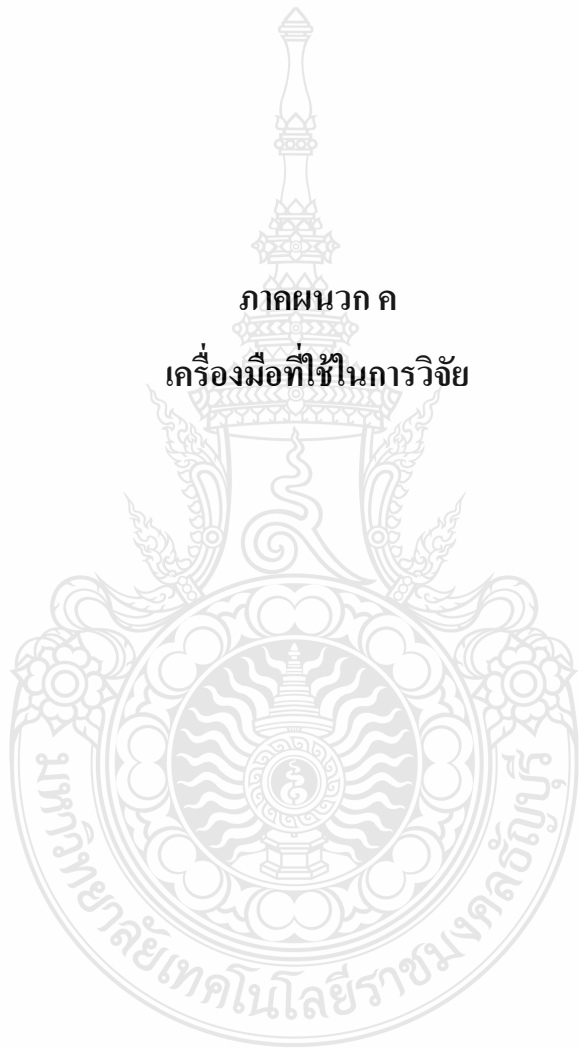 ภาคผนวก ค
เครื่องมือที่ใช้ในการวิจัย
มหาวิทยาลัยเทคโนโลยีราชมงคลธัญบุรี